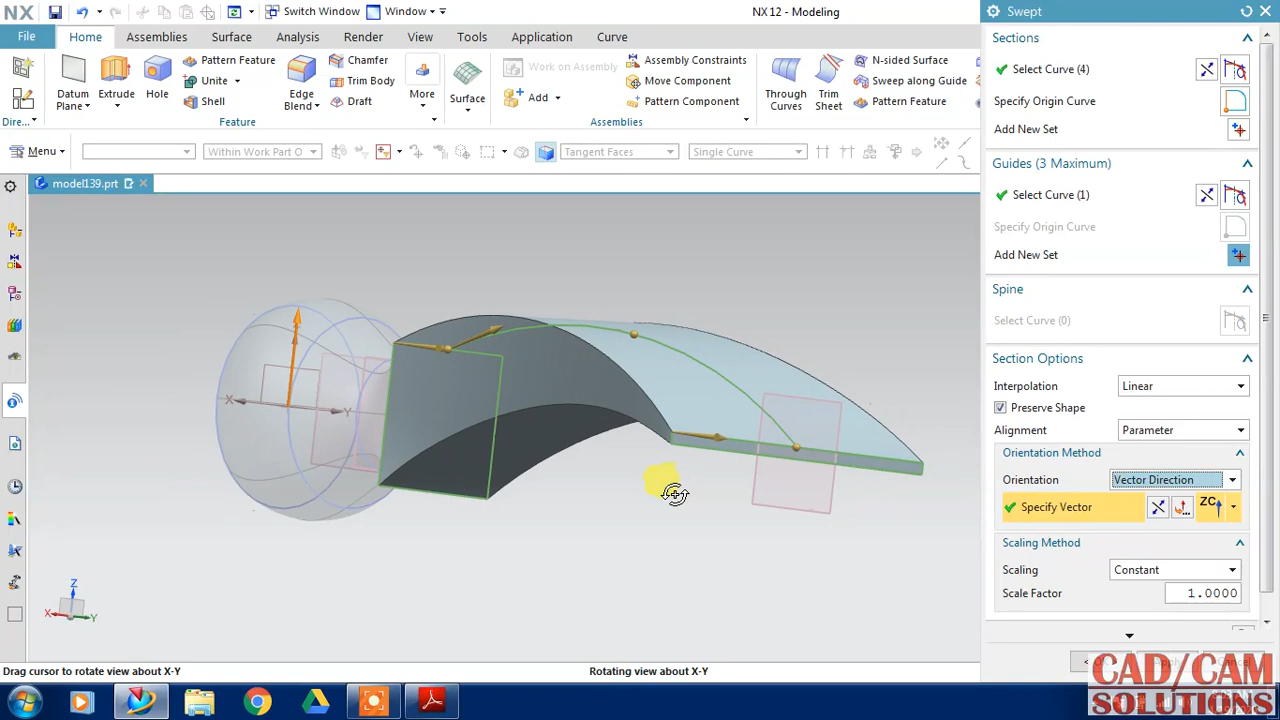 NX Switch Window Window NX 12 - Modeling Swept
File Home Assemblies Surface Analysis Render View Tools Application Curve
Sections
Select Curve (4)
Specify Origin Curve
Add New Set
Guides (3 Maximum)
Select Curve (1)
Specify Origin Curve
Add New Set
Spine
Select Curve (0)
Section Options
Interpolation Linear
Preserve Shape
Alignment Parameter
Orientation Method
Orientation Vector Direction
Specify Vector ZC
Scaling Method
Scaling Constant
Scale Factor 1.0000
Datum Plane
Extrude
Hole
Pattern Feature
Unite
Shell
Edge Blend
Chamfer
Trim Body
Draft
More
Feature
Surface
Work on Assembly
Add
Assembly Constraints
Move Component
Pattern Component
Assemblies
Through Curves
Trim Sheet
N-sided Surface
Sweep along Guide
Pattern Feature
Dire...
Menu Within Work Part O Tangent Faces Single Curve
model139.prt
X Y
Z
X Y
Drag cursor to rotate view about X-Y Rotating view about X-Y
CAD/CAM
SOLUTIONS